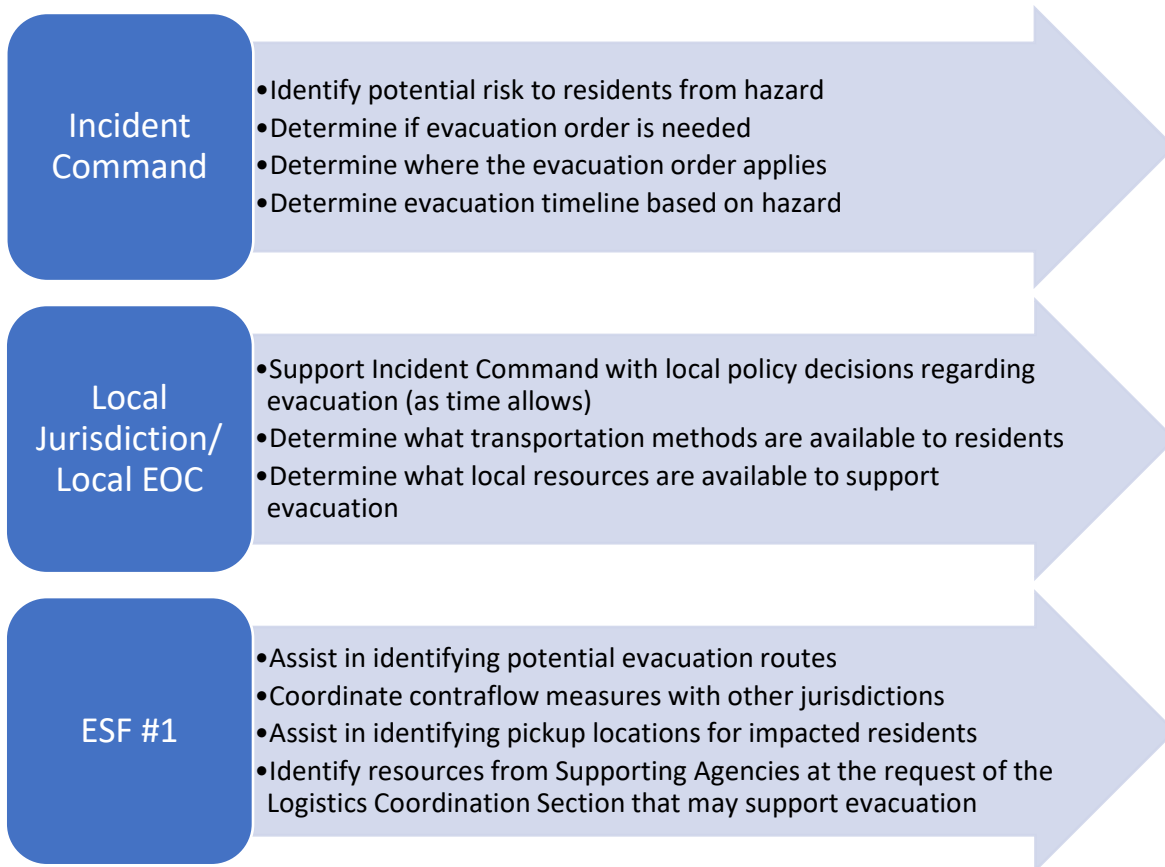 Incident
Command
•Identify potential risk to residents from hazard
•Determine if evacuation order is needed
•Determine where the evacuation order applies
•Determine evacuation timeline based on hazard
Local
Jurisdiction/
Local EOC
•Support Incident Command with local policy decisions regarding
evacuation (as time allows)
•Determine what transportation methods are available to residents
•Determine what local resources are available to support
evacuation
ESF #1
•Assist in identifying potential evacuation routes
•Coordinate contraflow measures with other jurisdictions
•Assist in identifying pickup locations for impacted residents
•Identify resources from Supporting Agencies at the request of the
Logistics Coordination Section that may support evacuation